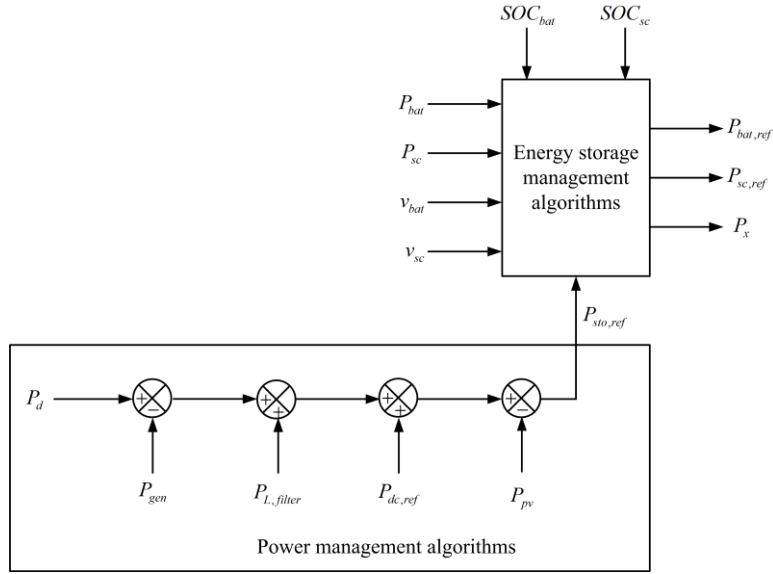 SOC_bat
SOC_sc
P_bat
P_sc
v_bat
v_sc
Energy storage
management
algorithms
P_bat,ref
P_sc,ref
P_x
P_sto,ref
P_d
+
−
+
+
+
+
+
−
P_gen
P_L,filter
P_dc,ref
P_pv
Power management algorithms